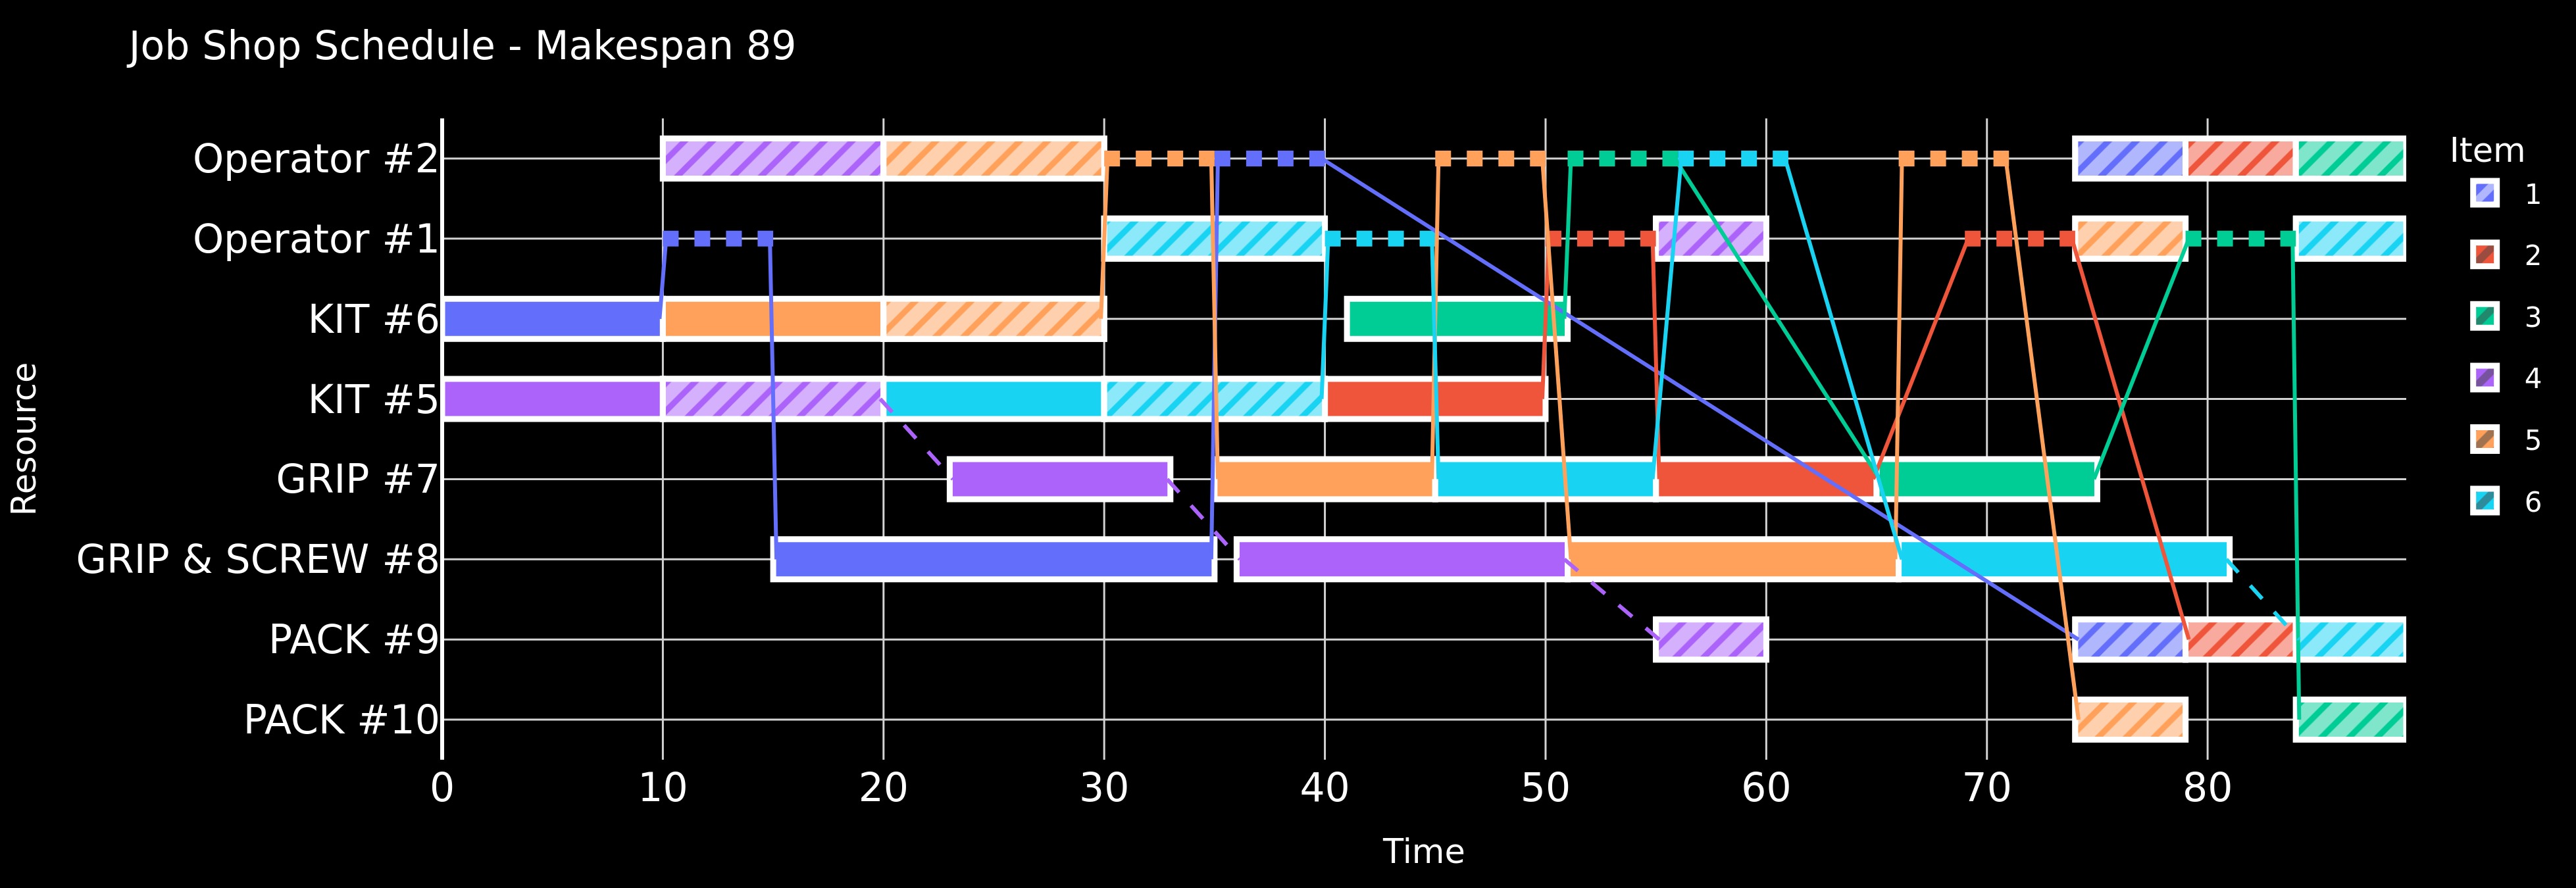 Job Shop Schedule - Makespan 89
Operator #2
Operator #1
KIT #6
KIT #5
GRIP #7
GRIP & SCREW #8
PACK #9
PACK #10
Resource
0 10 20 30 40 50 60 70 80
Time
Item
1
2
3
4
5
6